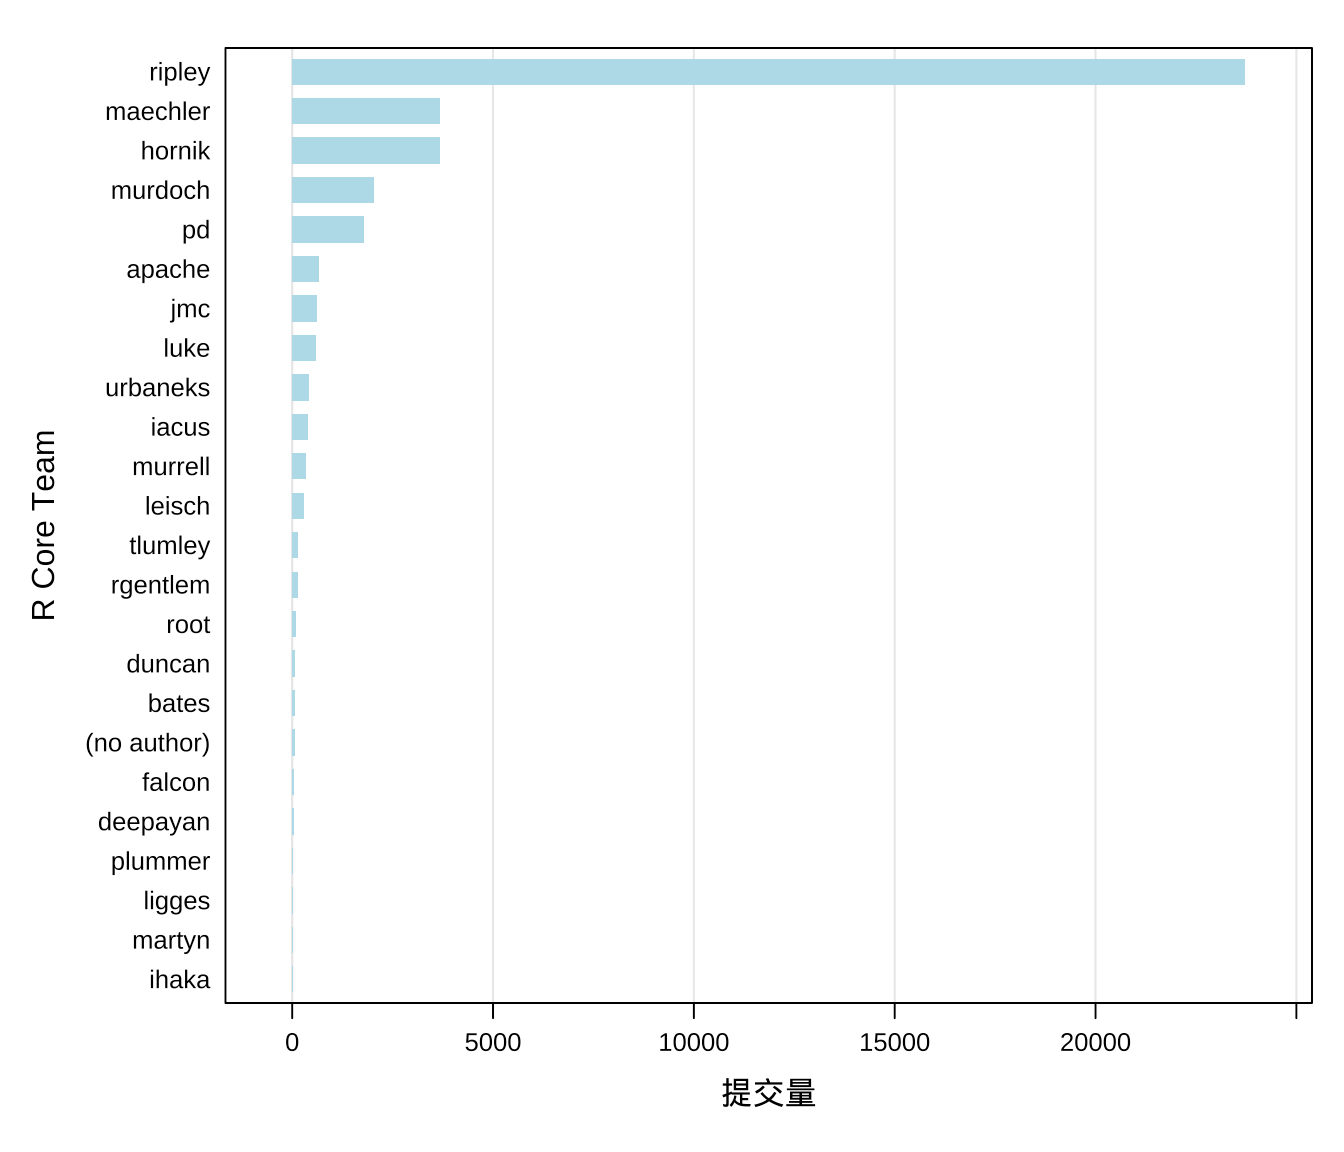 ripley
maechler
hornik
murdoch
pd
apache
jmc
luke
urbaneks
iacus
murrell
leisch
tlumley
rgentlem
root
duncan
bates
(no author)
falcon
deepayan
plummer
ligges
martyn
ihaka
R Core Team
0 5000 10000 15000 20000
提交量